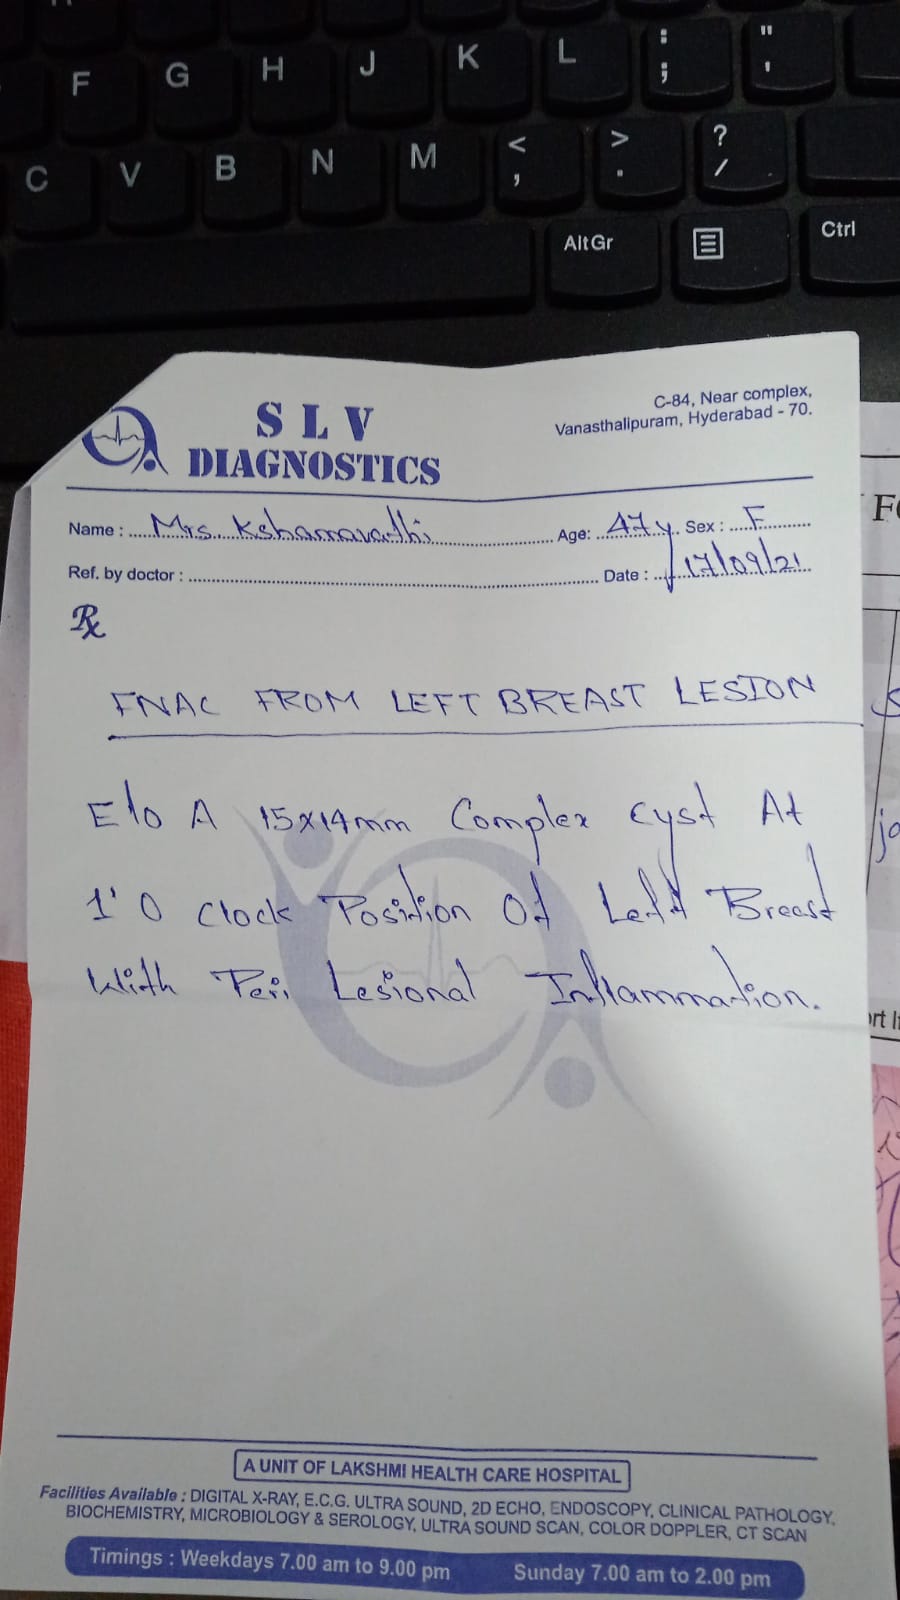 F G H J K L : ; " '
C V B N M < , > . ? /
AltGr Ctrl
S L V
DIAGNOSTICS
C-84, Near complex,
Vanasthalipuram, Hyderabad - 70.
Name : Mrs. Kshamavathi Age: 47y Sex : F
Ref. by doctor : Date : 17/09/21
Rx
FNAC FROM LEFT BREAST LESION
E/o A 15x14mm Complex Cyst At
1'O Clock Position Of Left Breast
With Peri Lesional Inflammation.
A UNIT OF LAKSHMI HEALTH CARE HOSPITAL
Facilities Available : DIGITAL X-RAY, E.C.G. ULTRA SOUND, 2D ECHO, ENDOSCOPY, CLINICAL PATHOLOGY,
BIOCHEMISTRY, MICROBIOLOGY & SEROLOGY, ULTRA SOUND SCAN, COLOR DOPPLER, CT SCAN
Timings : Weekdays 7.00 am to 9.00 pm Sunday 7.00 am to 2.00 pm